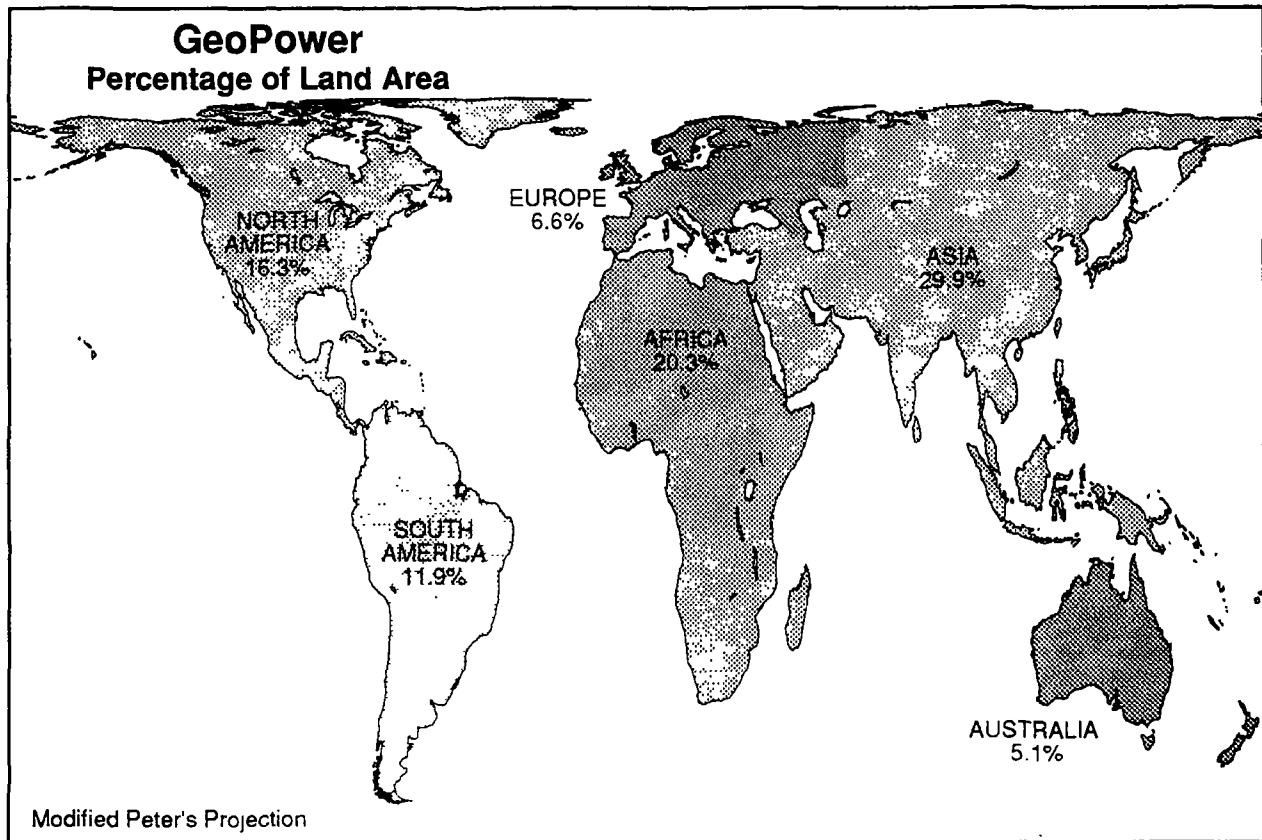 GeoPower
Percentage of Land Area
NORTH
AMERICA
16.3%
EUROPE
6.6%
ASIA
29.9%
AFRICA
20.3%
SOUTH
AMERICA
11.9%
AUSTRALIA
5.1%
Modified Peter's Projection